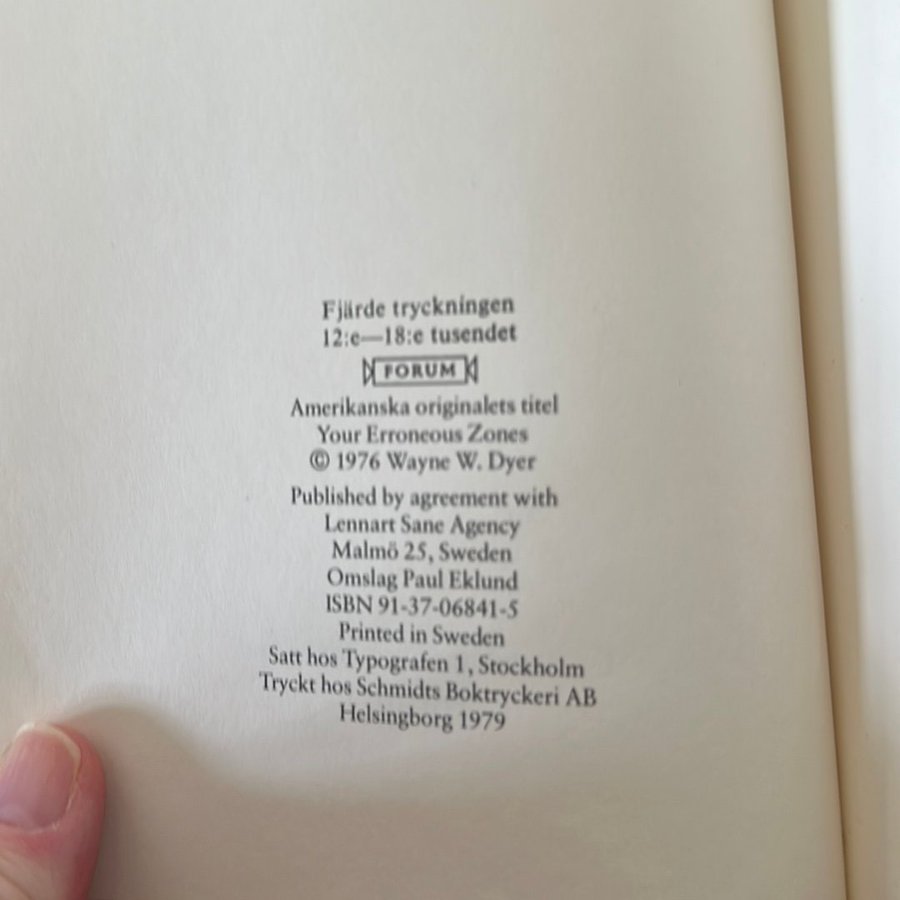 Fjärde tryckningen
12:e—18:e tusendet
FORUM
Amerikanska originalets titel
Your Erroneous Zones
© 1976 Wayne W. Dyer
Published by agreement with
Lennart Sane Agency
Malmö 25, Sweden
Omslag Paul Eklund
ISBN 91-37-06841-5
Printed in Sweden
Satt hos Typografen 1, Stockholm
Tryckt hos Schmidts Boktryckeri AB
Helsingborg 1979